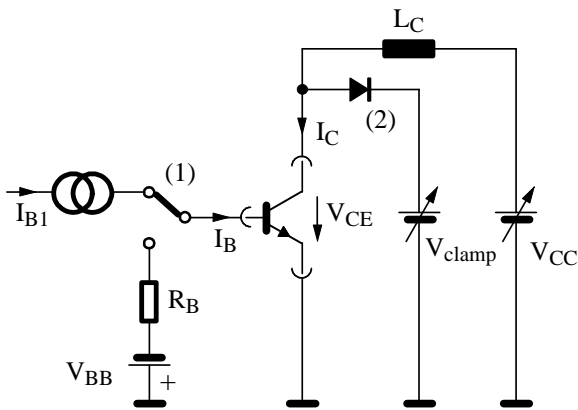 L_C
(2)
I_C
(1)
I_B1
I_B
V_CE
V_clamp
V_CC
R_B
V_BB
+